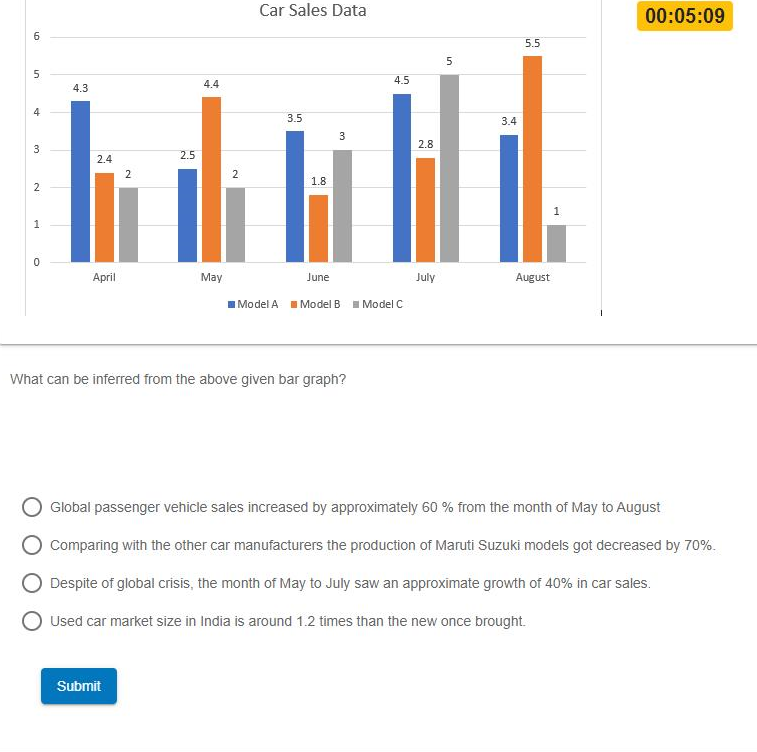 Car Sales Data
00:05:09
6
5
4
3
2
1
0
4.3
2.4
2
2.5
4.4
2
3.5
1.8
3
4.5
2.8
5
3.4
5.5
1
April May June July August
Model A Model B Model C
What can be inferred from the above given bar graph?
Global passenger vehicle sales increased by approximately 60 % from the month of May to August
Comparing with the other car manufacturers the production of Maruti Suzuki models got decreased by 70%.
Despite of global crisis, the month of May to July saw an approximate growth of 40% in car sales.
Used car market size in India is around 1.2 times than the new once brought.
Submit